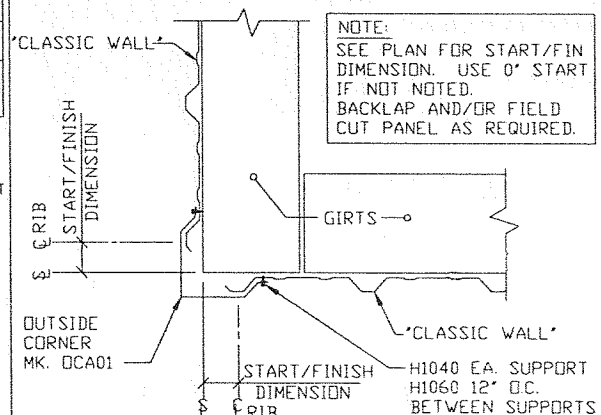 "CLASSIC WALL"
NOTE:
SEE PLAN FOR START/FIN
DIMENSION. USE 0" START
IF NOT NOTED.
BACKLAP AND/OR FIELD
CUT PANEL AS REQUIRED.
START/FINISH
DIMENSION
RIB
GIRTS
OUTSIDE
CORNER
MK. OCA01
"CLASSIC WALL"
START/FINISH
DIMENSION
RIB
H1040 EA. SUPPORT
H1060 12" O.C.
BETWEEN SUPPORTS